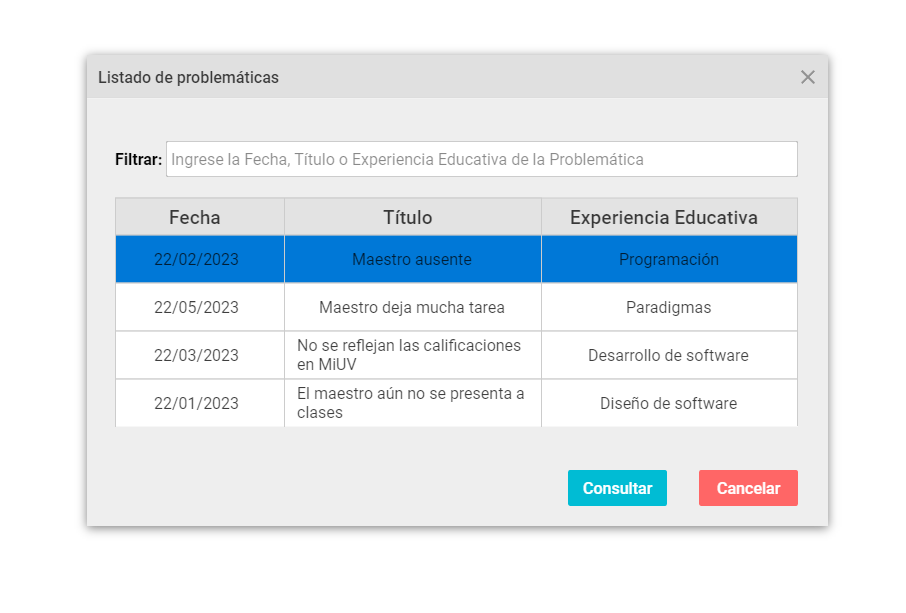 Listado de problemáticas
Filtrar: Ingrese la Fecha, Título o Experiencia Educativa de la Problemática
Fecha Título Experiencia Educativa
22/02/2023 Maestro ausente Programación
22/05/2023 Maestro deja mucha tarea Paradigmas
22/03/2023 No se reflejan las calificaciones
en MiUV Desarrollo de software
22/01/2023 El maestro aún no se presenta a
clases Diseño de software
Consultar Cancelar